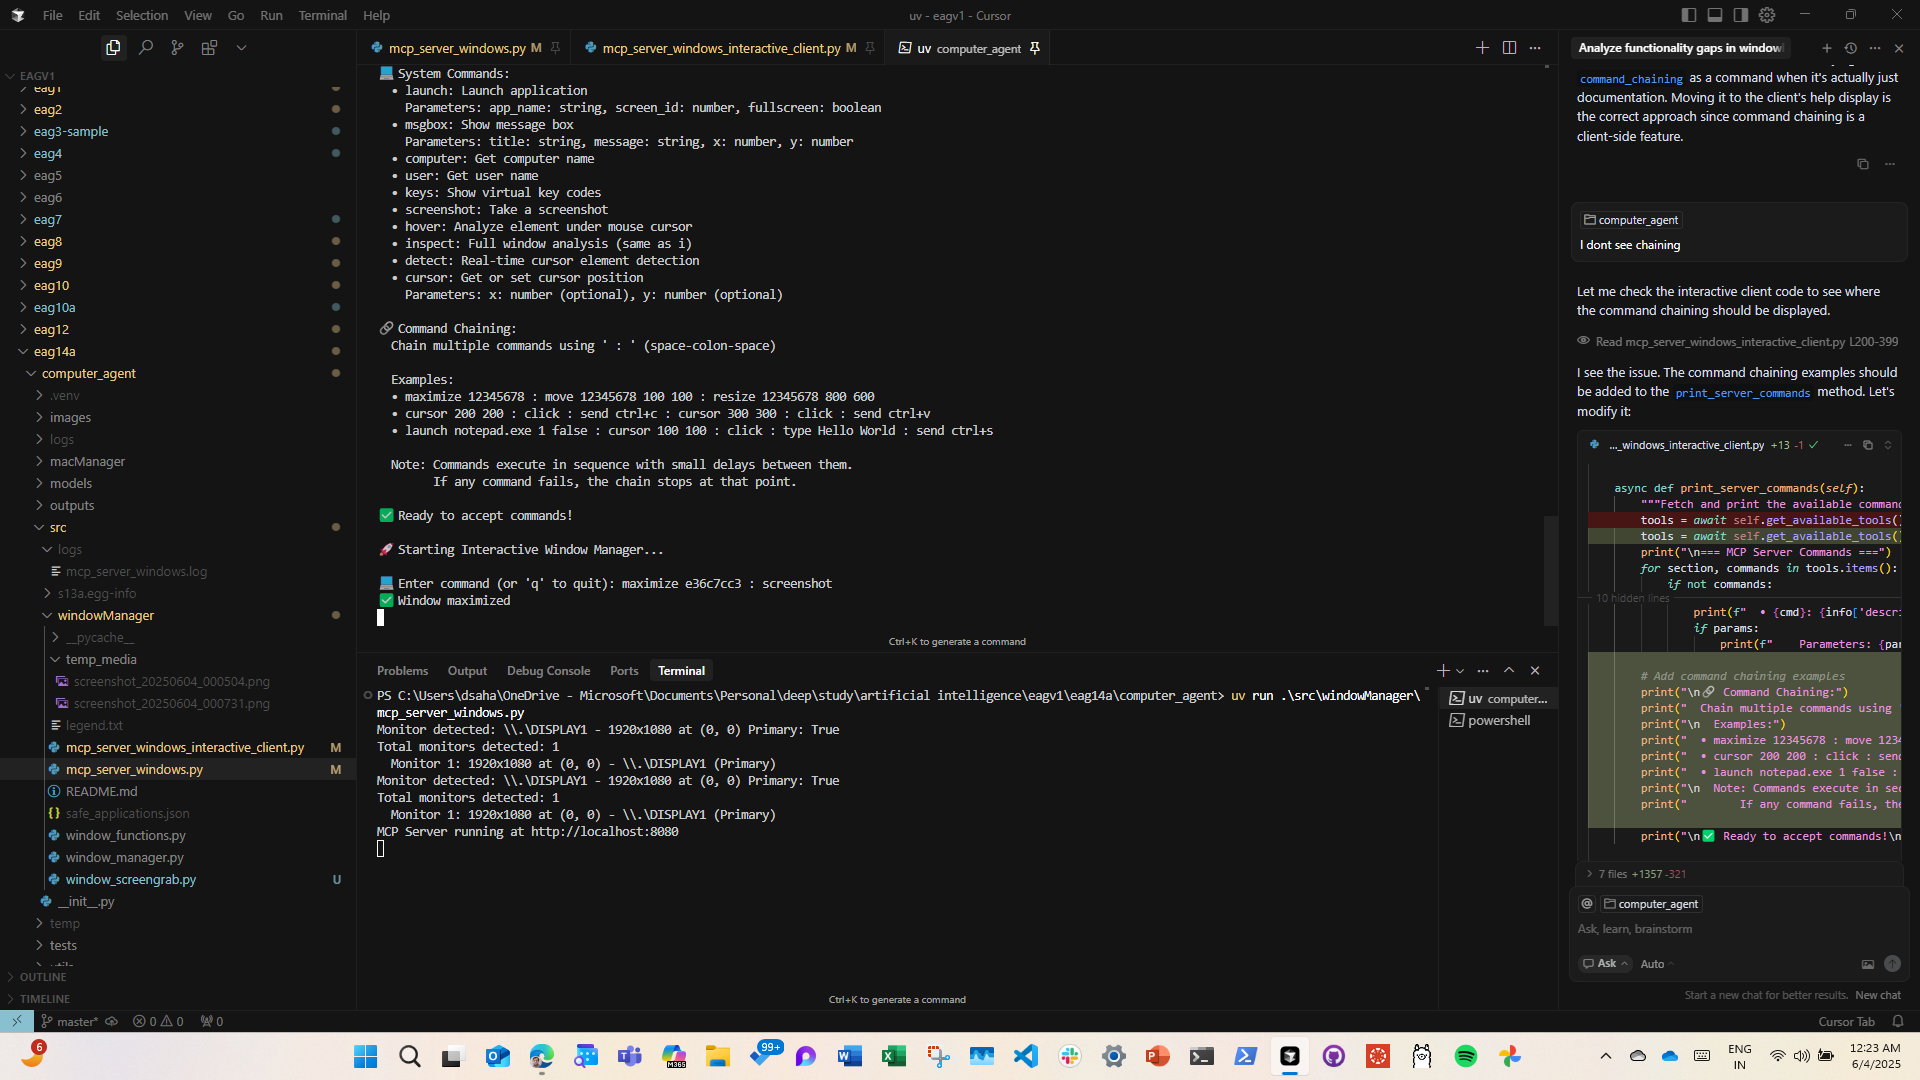 File Edit Selection View Go Run Terminal Help
uv - eagv1 - Cursor
EAGV1
eag1
eag2
eag3-sample
eag4
eag5
eag6
eag7
eag8
eag9
eag10
eag10a
eag12
eag14a
computer_agent
.venv
images
logs
macManager
models
outputs
src
logs
mcp_server_windows.log
s13a.egg-info
windowManager
__pycache__
temp_media
screenshot_20250604_000504.png
screenshot_20250604_000731.png
legend.txt
mcp_server_windows_interactive_client.py M
mcp_server_windows.py M
README.md
safe_applications.json
window_functions.py
window_manager.py
window_screengrab.py U
__init__.py
temp
tests
OUTLINE
TIMELINE
mcp_server_windows.py M
mcp_server_windows_interactive_client.py M
uv computer_agent
System Commands:
• launch: Launch application
Parameters: app_name: string, screen_id: number, fullscreen: boolean
• msgbox: Show message box
Parameters: title: string, message: string, x: number, y: number
• computer: Get computer name
• user: Get user name
• keys: Show virtual key codes
• screenshot: Take a screenshot
• hover: Analyze element under mouse cursor
• inspect: Full window analysis (same as i)
• detect: Real-time cursor element detection
• cursor: Get or set cursor position
Parameters: x: number (optional), y: number (optional)
🔗 Command Chaining:
Chain multiple commands using ' : ' (space-colon-space)
Examples:
• maximize 12345678 : move 12345678 100 100 : resize 12345678 800 600
• cursor 200 200 : click : send ctrl+c : cursor 300 300 : click : send ctrl+v
• launch notepad.exe 1 false : cursor 100 100 : click : type Hello World : send ctrl+s
Note: Commands execute in sequence with small delays between them.
If any command fails, the chain stops at that point.
✅ Ready to accept commands!
🚀 Starting Interactive Window Manager...
💻 Enter command (or 'q' to quit): maximize e36c7cc3 : screenshot
✅ Window maximized
Ctrl+K to generate a command
Problems Output Debug Console Ports Terminal
PS C:\Users\dsaha\OneDrive - Microsoft\Documents\Personal\deep\study\artificial intelligence\eagv1\eag14a\computer_agent> uv run .\src\windowManager\
mcp_server_windows.py
Monitor detected: \\.\DISPLAY1 - 1920x1080 at (0, 0) Primary: True
Total monitors detected: 1
Monitor 1: 1920x1080 at (0, 0) - \\.\DISPLAY1 (Primary)
Monitor detected: \\.\DISPLAY1 - 1920x1080 at (0, 0) Primary: True
Total monitors detected: 1
Monitor 1: 1920x1080 at (0, 0) - \\.\DISPLAY1 (Primary)
MCP Server running at http://localhost:8080
Ctrl+K to generate a command
uv computer...
powershell
Analyze functionality gaps in window
command_chaining as a command when it's actually just
documentation. Moving it to the client's help display is
the correct approach since command chaining is a
client-side feature.
computer_agent
I dont see chaining
Let me check the interactive client code to see where
the command chaining should be displayed.
Read mcp_server_windows_interactive_client.py L200-399
I see the issue. The command chaining examples should
be added to the print_server_commands method. Let's
modify it:
..._windows_interactive_client.py +13 -1
async def print_server_commands(self):
"""Fetch and print the available comman
tools = await self.get_available_tools(
tools = await self.get_available_tools(
print("\n=== MCP Server Commands ===")
for section, commands in tools.items():
if not commands:
10 hidden lines
print(f" • {cmd}: {info['descri
if params:
print(f" Parameters: {par
# Add command chaining examples
print("\n🔗 Command Chaining:")
print(" Chain multiple commands using
print("\n Examples:")
print(" • maximize 12345678 : move 1234
print(" • cursor 200 200 : click : send
print(" • launch notepad.exe 1 false :
print("\n Note: Commands execute in sec
print(" If any command fails, the
print("\n✅ Ready to accept commands!\n
7 files +1357 -321
@ computer_agent
Ask, learn, brainstorm
Ask Auto
Start a new chat for better results. New chat
master* 0 0 0
Cursor Tab
6
99+
M365
ENG
IN
12:23 AM
6/4/2025